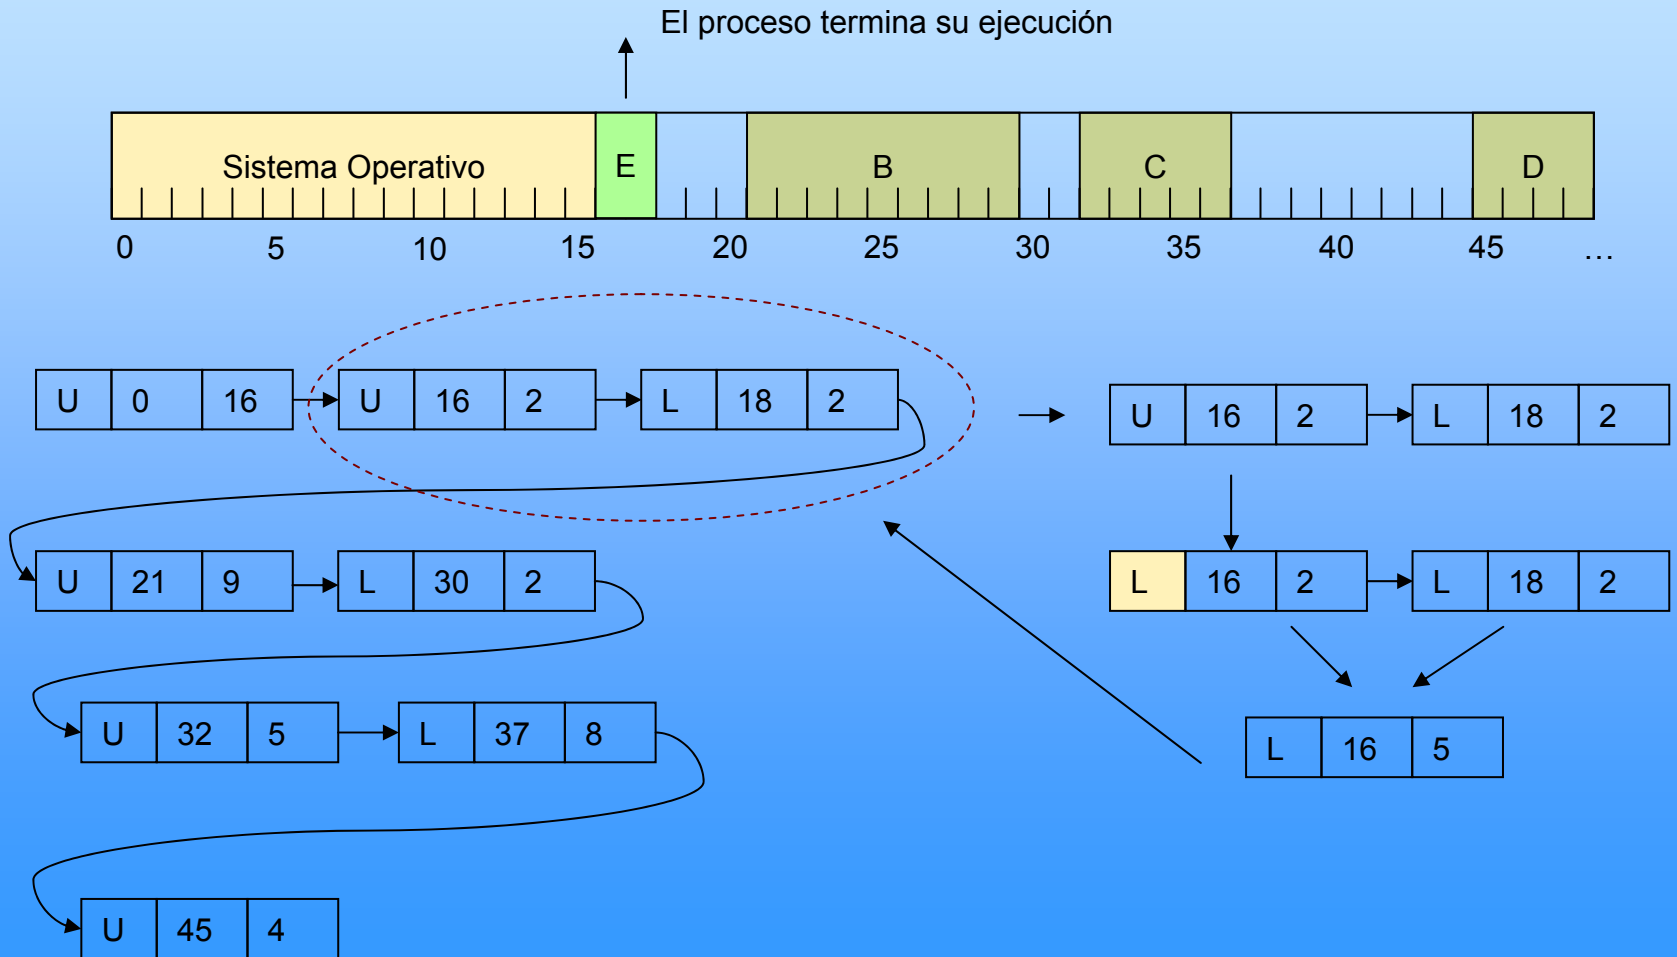 El proceso termina su ejecución
Sistema Operativo E B C D
0 5 10 15 20 25 30 35 40 45 ...
U 0 16 U 16 2 L 18 2
U 16 2 L 18 2
U 21 9 L 30 2
L 16 2 L 18 2
U 32 5 L 37 8
L 16 5
U 45 4